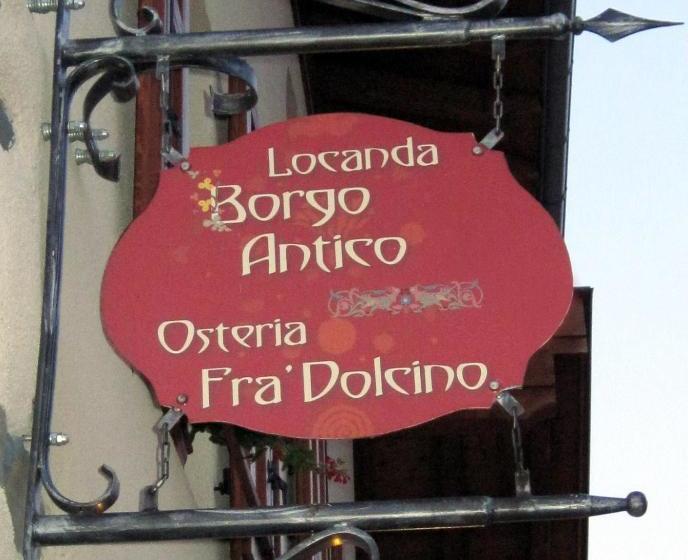 Locanda
Borgo
Antico
Osteria
Fra' Dolcino